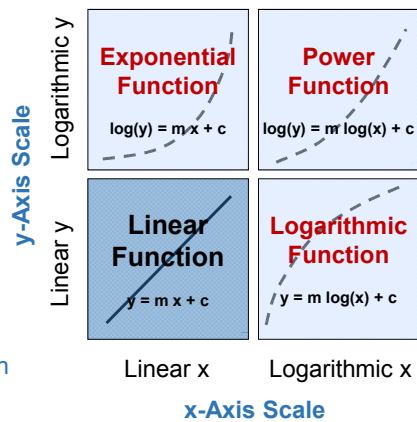 y-Axis Scale
Logarithmic y
Exponential
Function
log(y) = m x + c
Power
Function
log(y) = m log(x) + c
Linear y
Linear
Function
y = m x + c
Logarithmic
Function
y = m log(x) + c
Linear x
Logarithmic x
x-Axis Scale